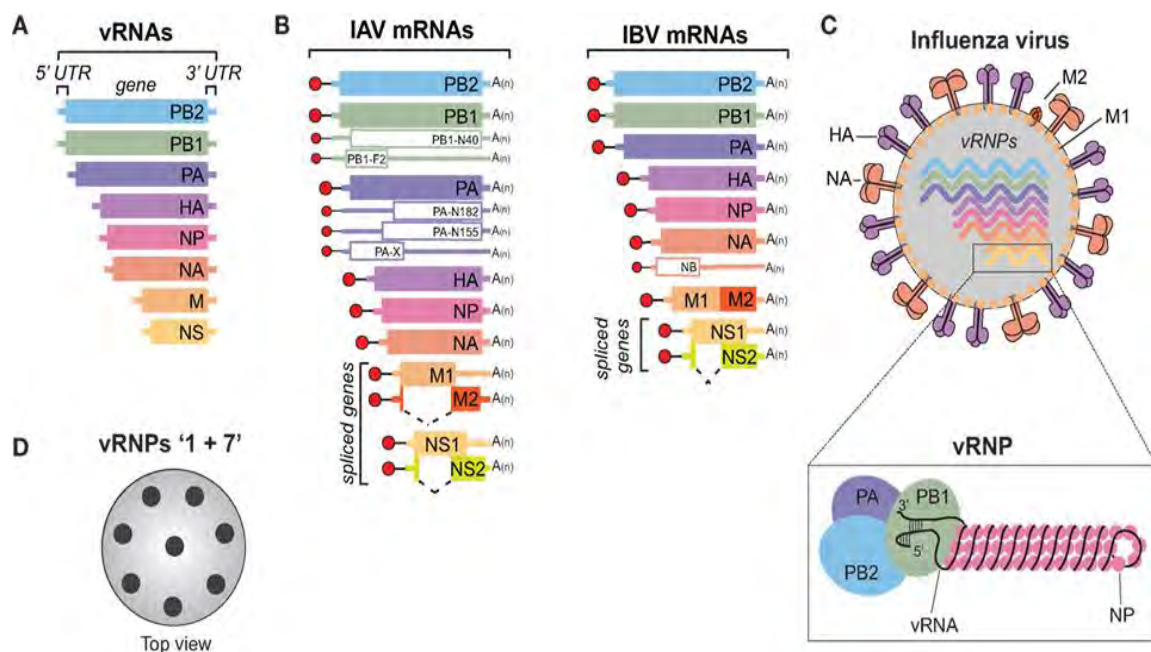 A
vRNAs
5' UTR
3' UTR
gene
PB2
PB1
PA
HA
NP
NA
M
NS
B
IAV mRNAs
PB2 A(n)
PB1 A(n)
PB1-N40 A(n)
PB1-F2 A(n)
PA A(n)
PA-N182 A(n)
PA-N155 A(n)
PA-X A(n)
HA A(n)
NP A(n)
NA A(n)
spliced genes
M1 A(n)
M2 A(n)
NS1 A(n)
NS2 A(n)
IBV mRNAs
PB2 A(n)
PB1 A(n)
PA A(n)
HA A(n)
NP A(n)
NA A(n)
NB A(n)
M1 M2 A(n)
spliced genes
NS1 A(n)
NS2 A(n)
C
Influenza virus
M2
M1
HA
NA
vRNPs
vRNP
PA
PB1
3'
5'
PB2
vRNA
NP
D
vRNPs ‘1 + 7’
Top view